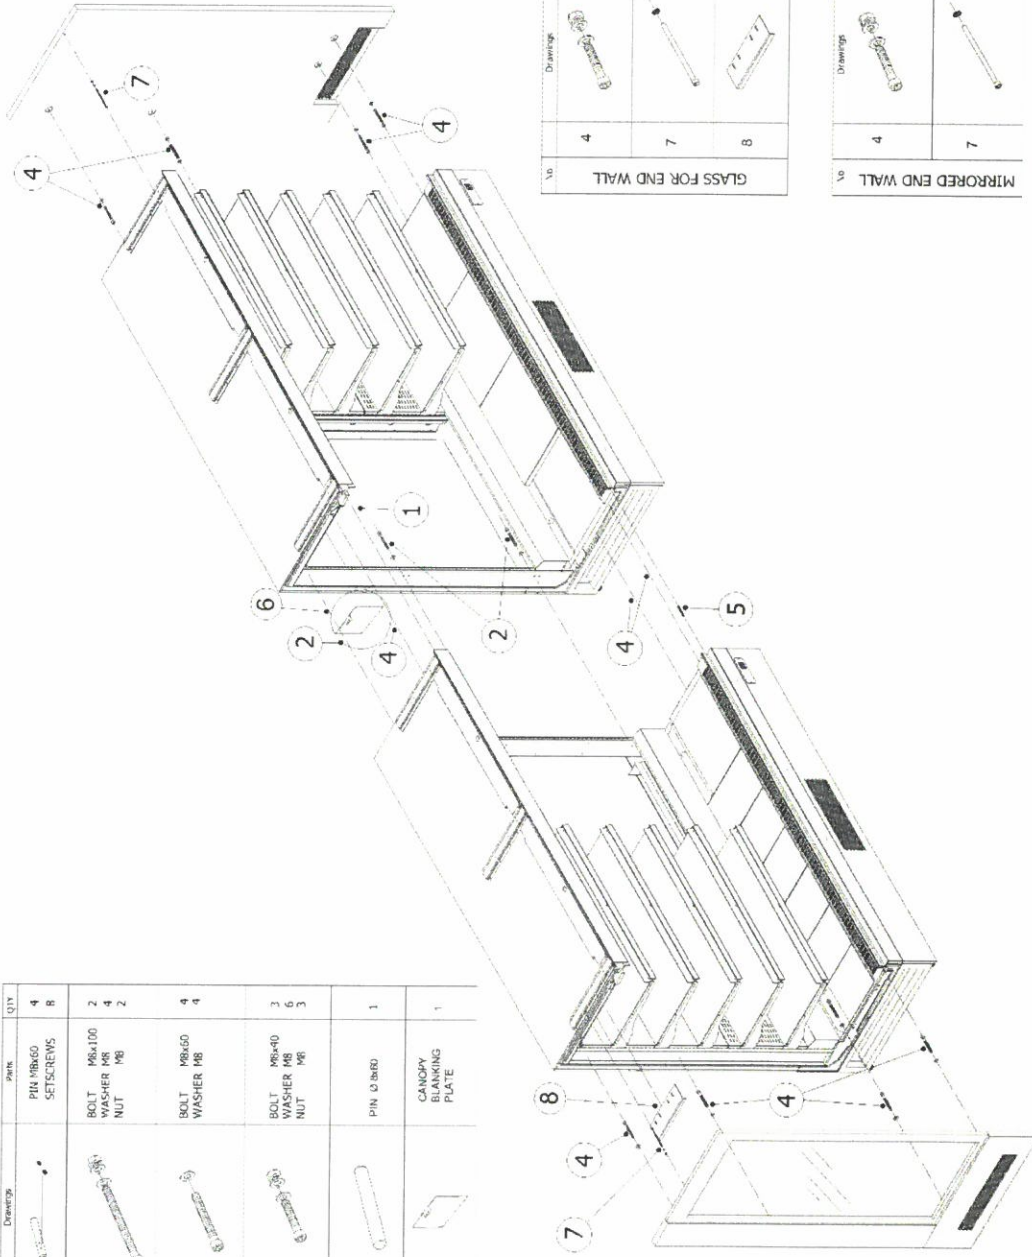 Drawings
Parts
QTY
PIN M8x60
SETSCREWS
4
8
BOLT M8x100
WASHER M8
NUT M8
2
4
2
BOLT M8x60
WASHER M8
4
4
BOLT M8x40
WASHER M8
NUT M8
3
6
3
PIN Ø 8x80
1
CANOPY
BLANKING
PLATE
1
4
7
4
6
2
4
1
2
4
5
7
4
8
4
No
Drawings
GLASS FOR END WALL
4
7
8
No
Drawings
MIRRORED END WALL
4
7